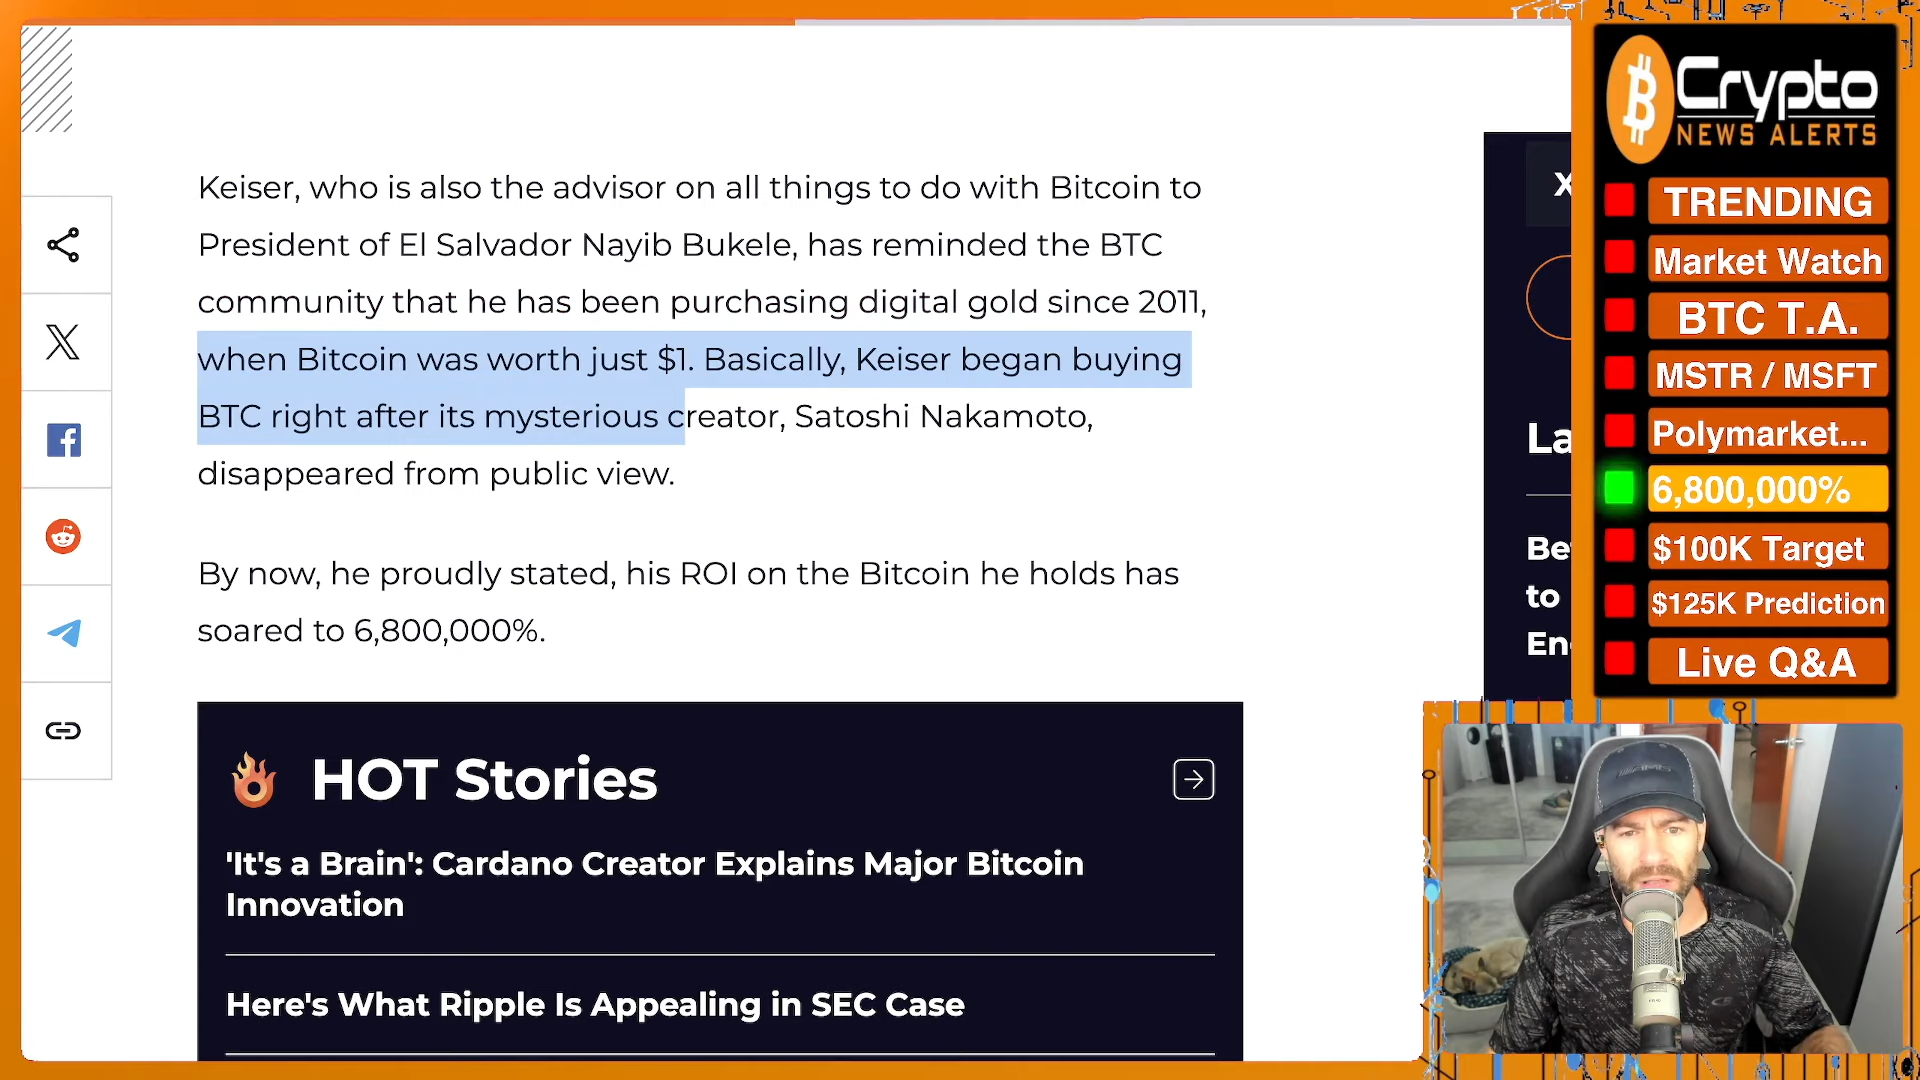 Keiser, who is also the advisor on all things to do with Bitcoin to
President of El Salvador Nayib Bukele, has reminded the BTC
community that he has been purchasing digital gold since 2011,
when Bitcoin was worth just $1. Basically, Keiser began buying
BTC right after its mysterious creator, Satoshi Nakamoto,
disappeared from public view.
By now, he proudly stated, his ROI on the Bitcoin he holds has
soared to 6,800,000%.
HOT Stories
'It's a Brain': Cardano Creator Explains Major Bitcoin
Innovation
Here's What Ripple Is Appealing in SEC Case
X
La
Be
to
En
Crypto
NEWS ALERTS
TRENDING
Market Watch
BTC T.A.
MSTR / MSFT
Polymarket...
6,800,000%
$100K Target
$125K Prediction
Live Q&A